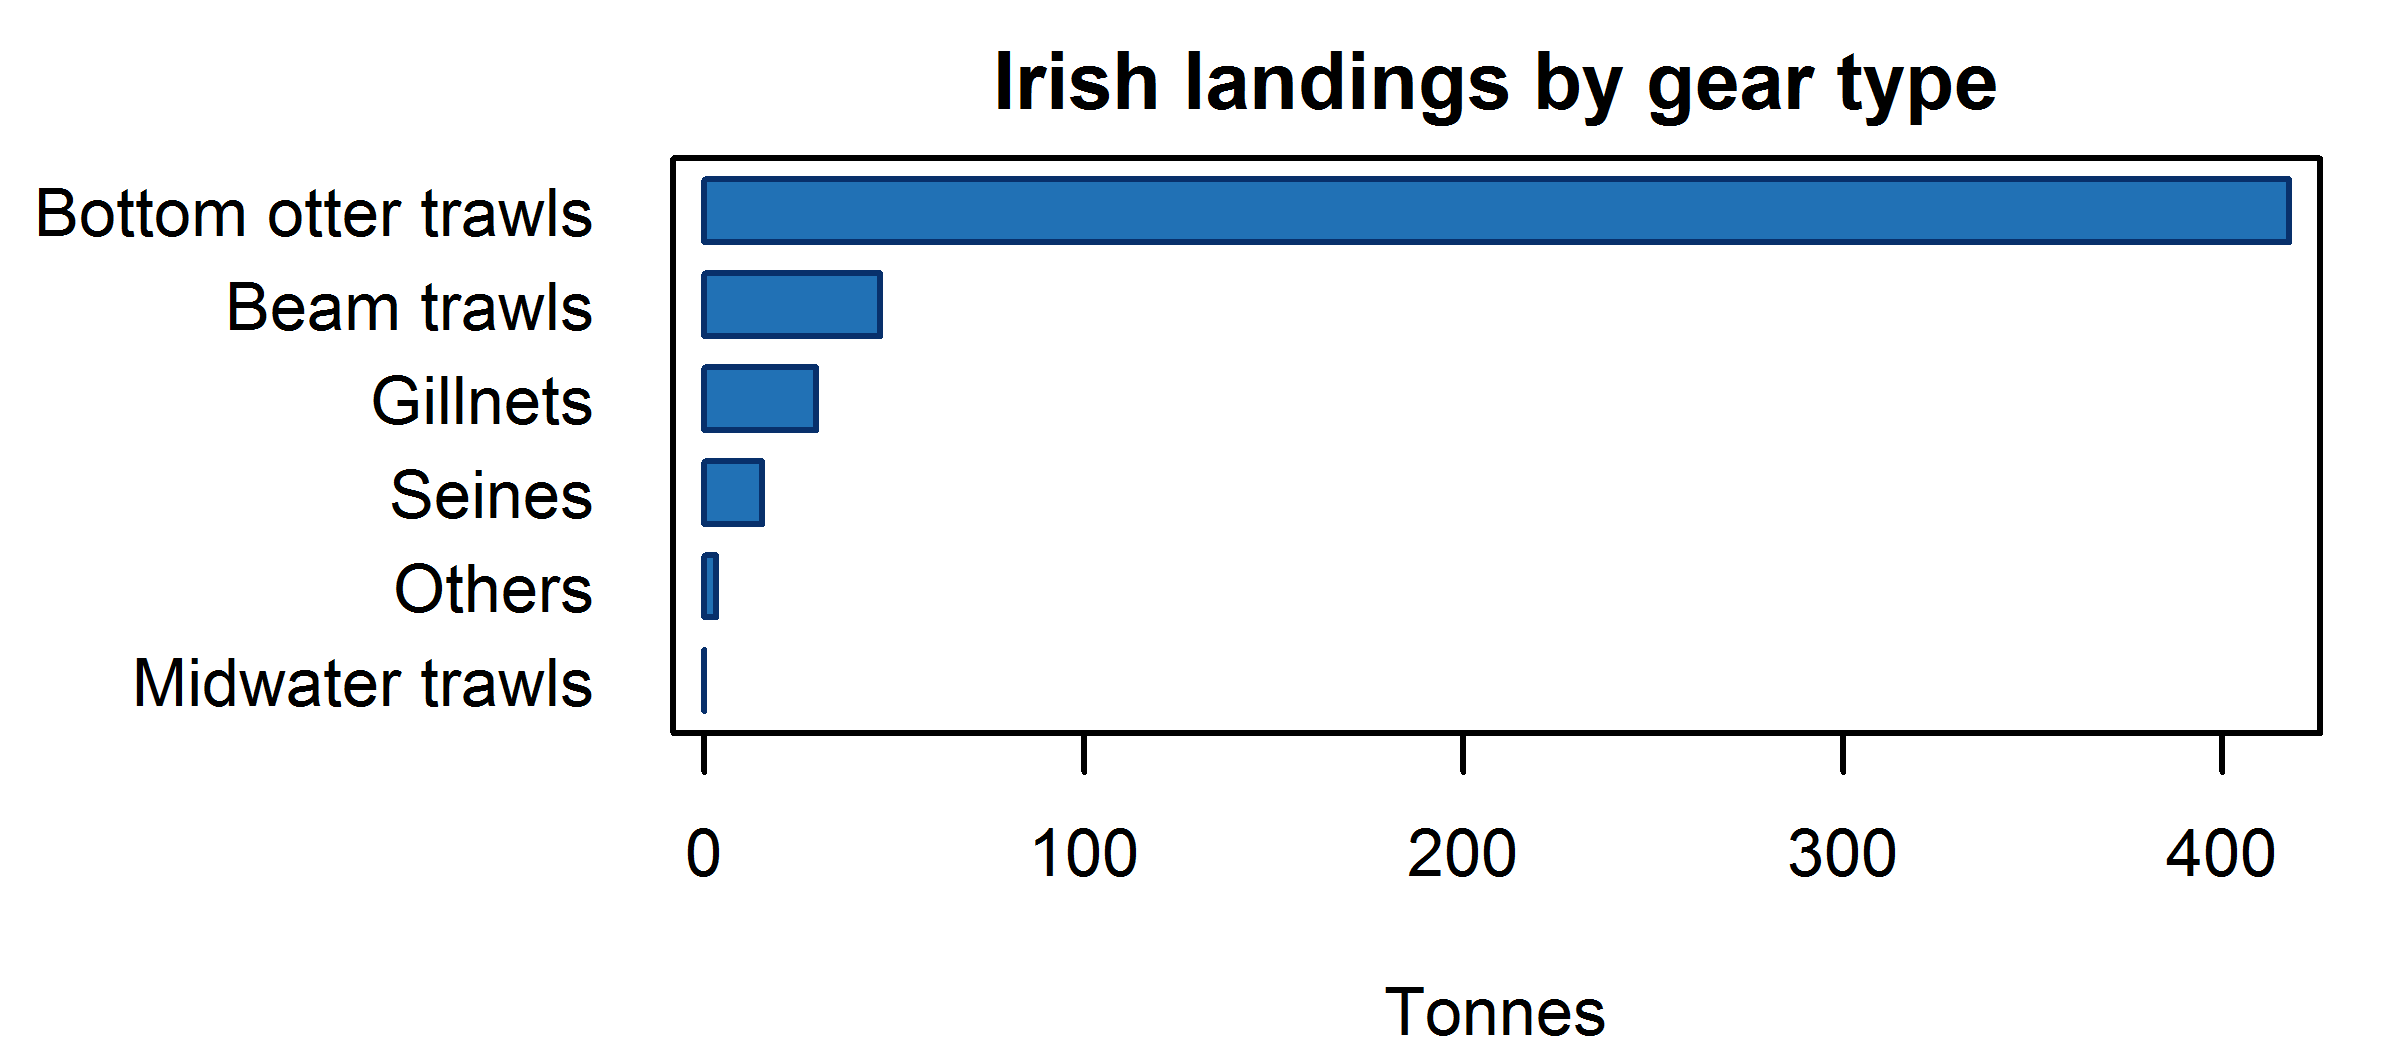 Irish landings by gear type
Bottom otter trawls
Beam trawls
Gillnets
Seines
Others
Midwater trawls
0 100 200 300 400
Tonnes